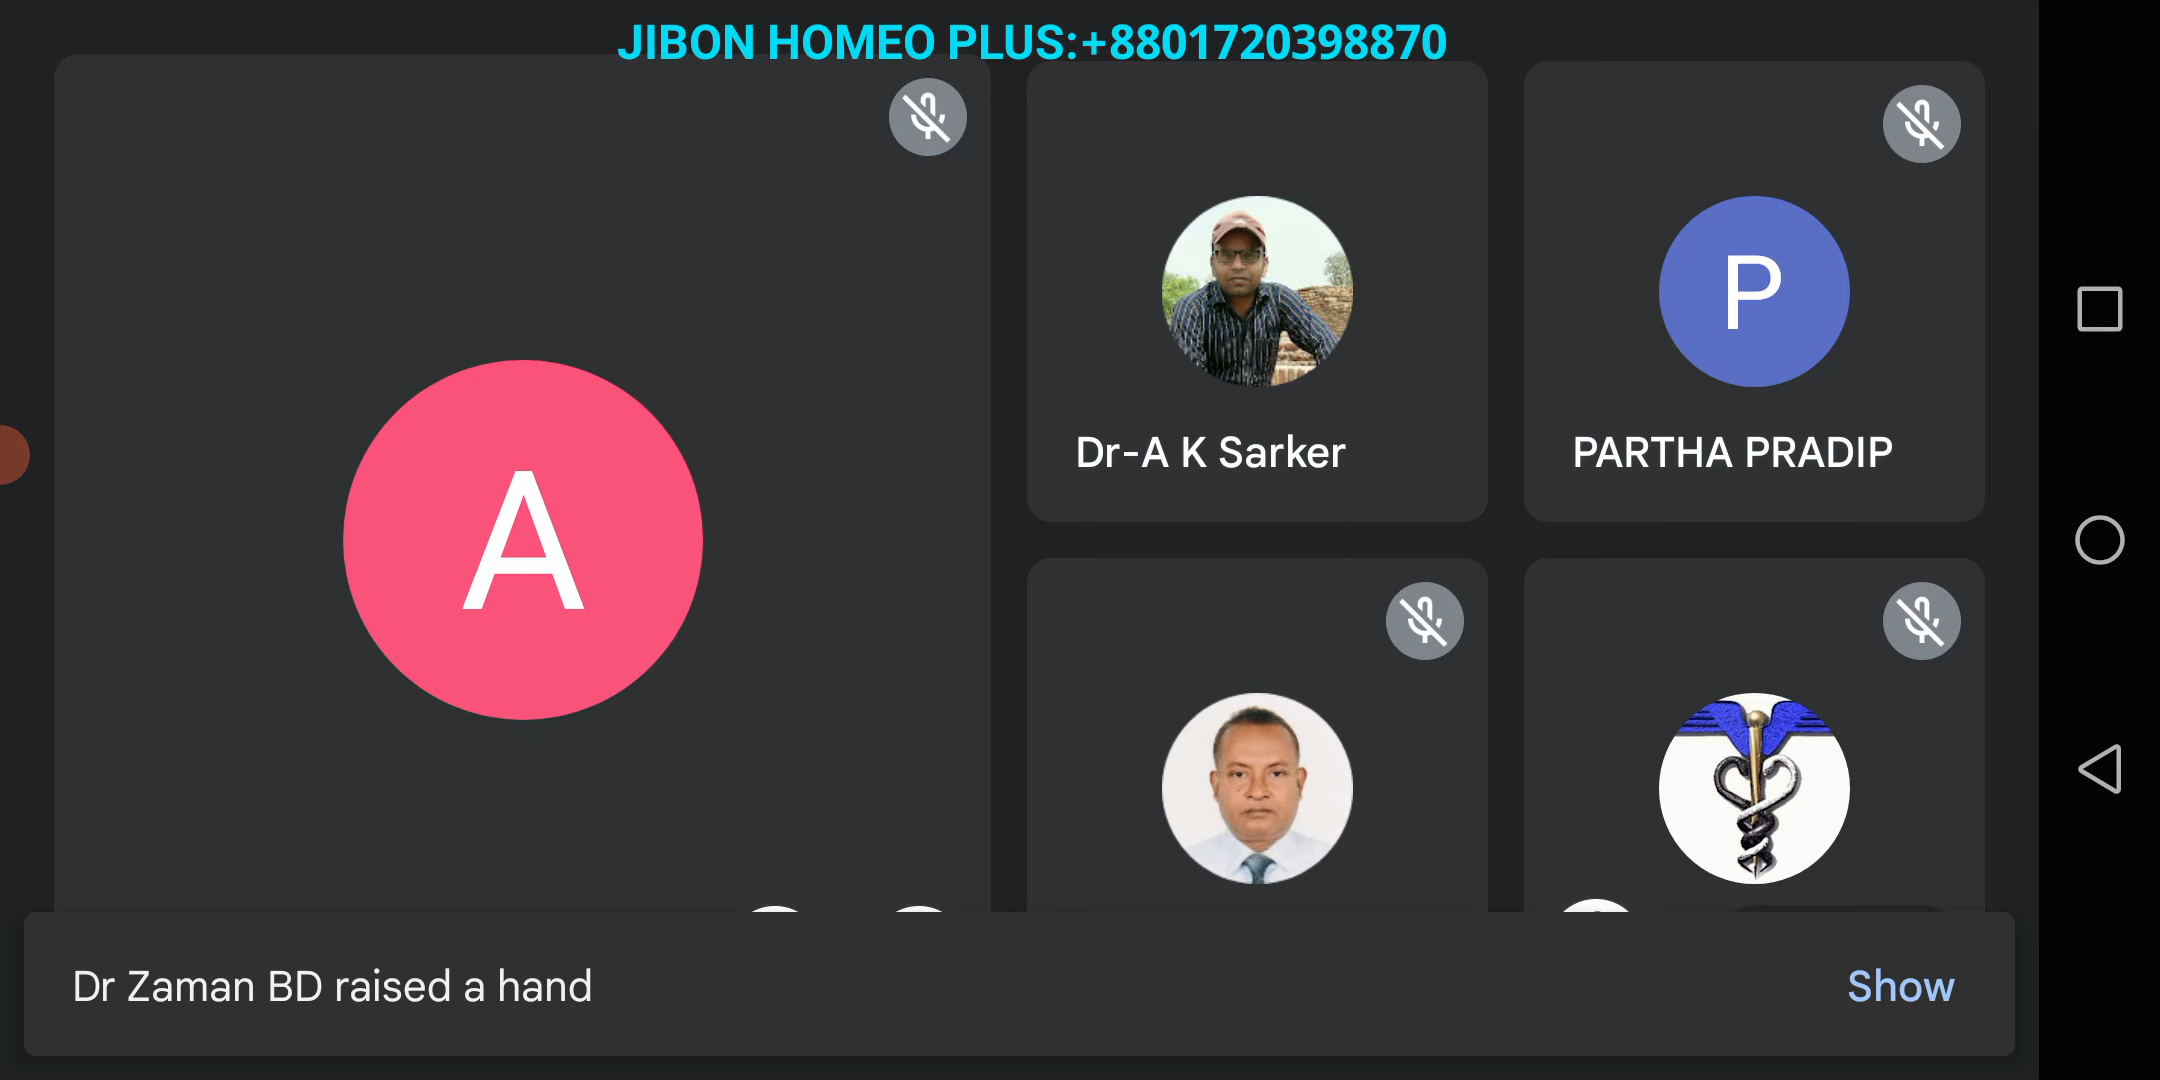 JIBON HOMEO PLUS:+8801720398870
A
Dr-A K Sarker
P
PARTHA PRADIP
Dr Zaman BD raised a hand
Show